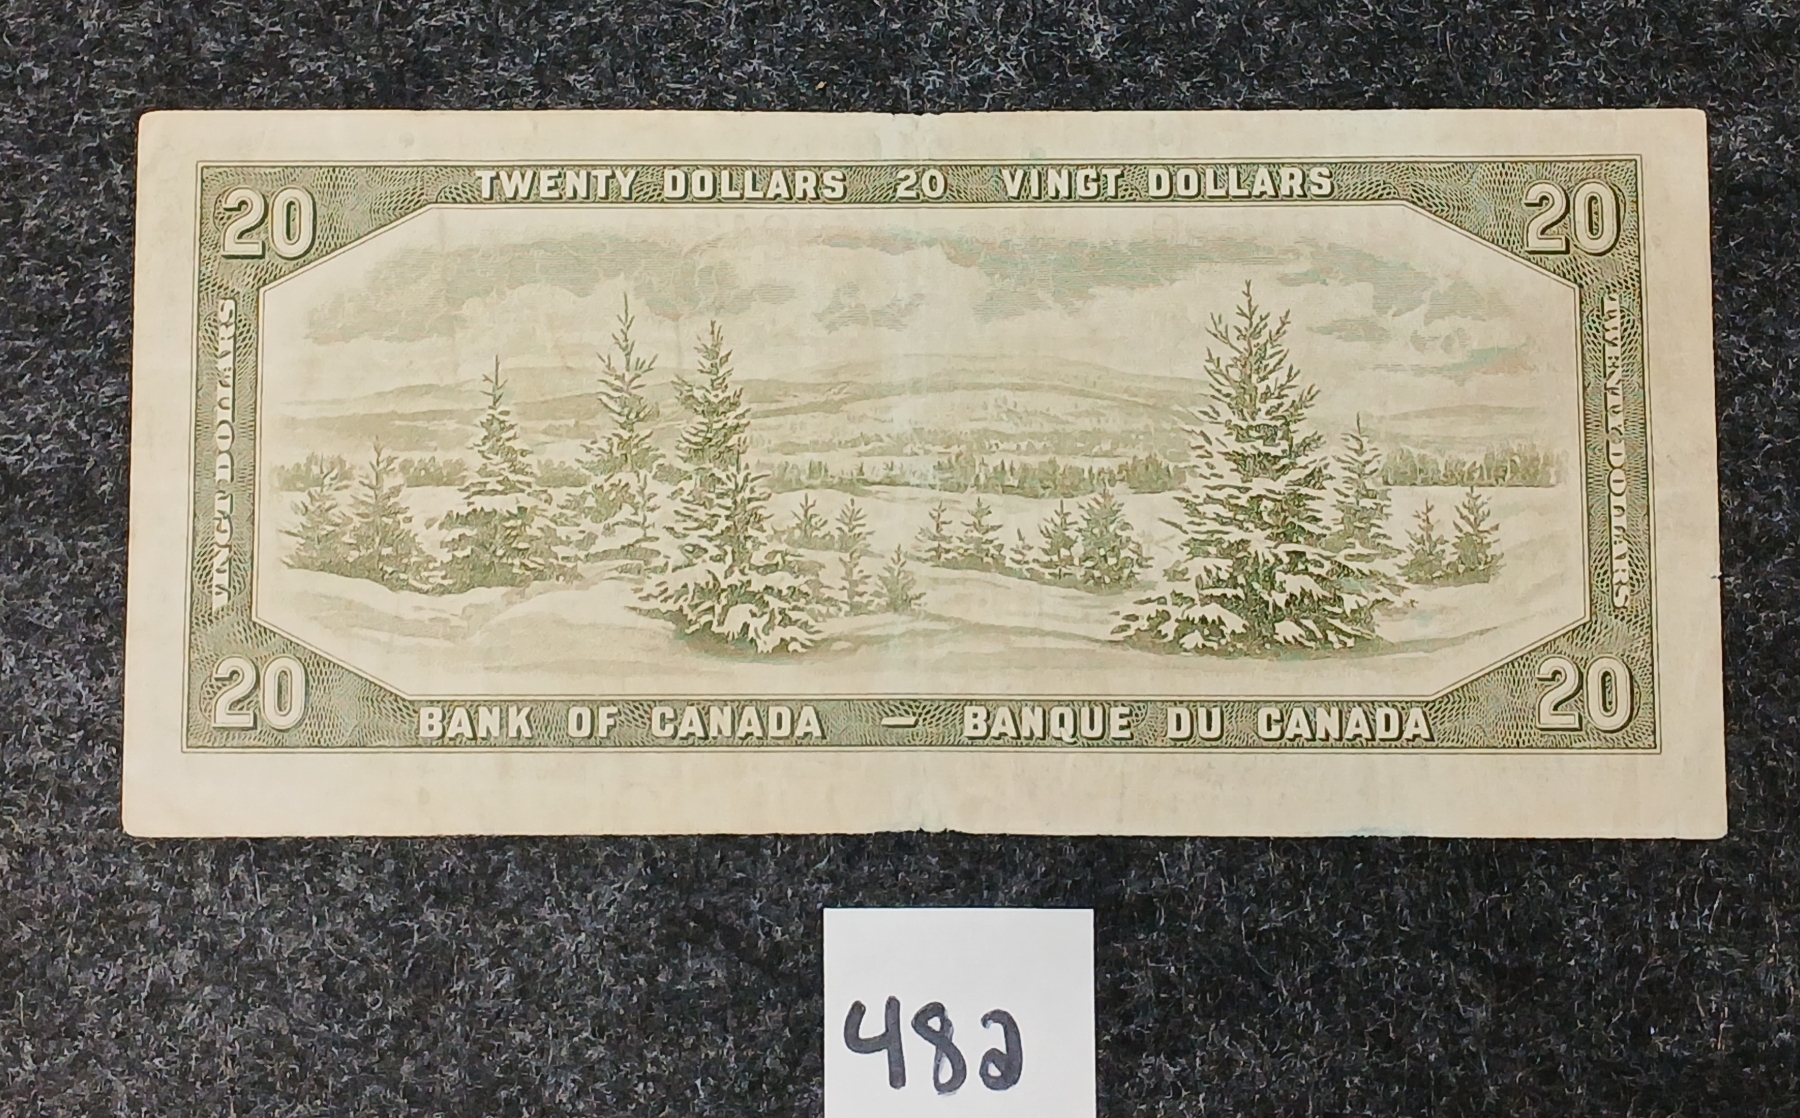 TWENTY DOLLARS 20 VINGT DOLLARS
20
20
VINGT DOLLARS
TWENTY DOLLARS
20
20
BANK OF CANADA – BANQUE DU CANADA
482